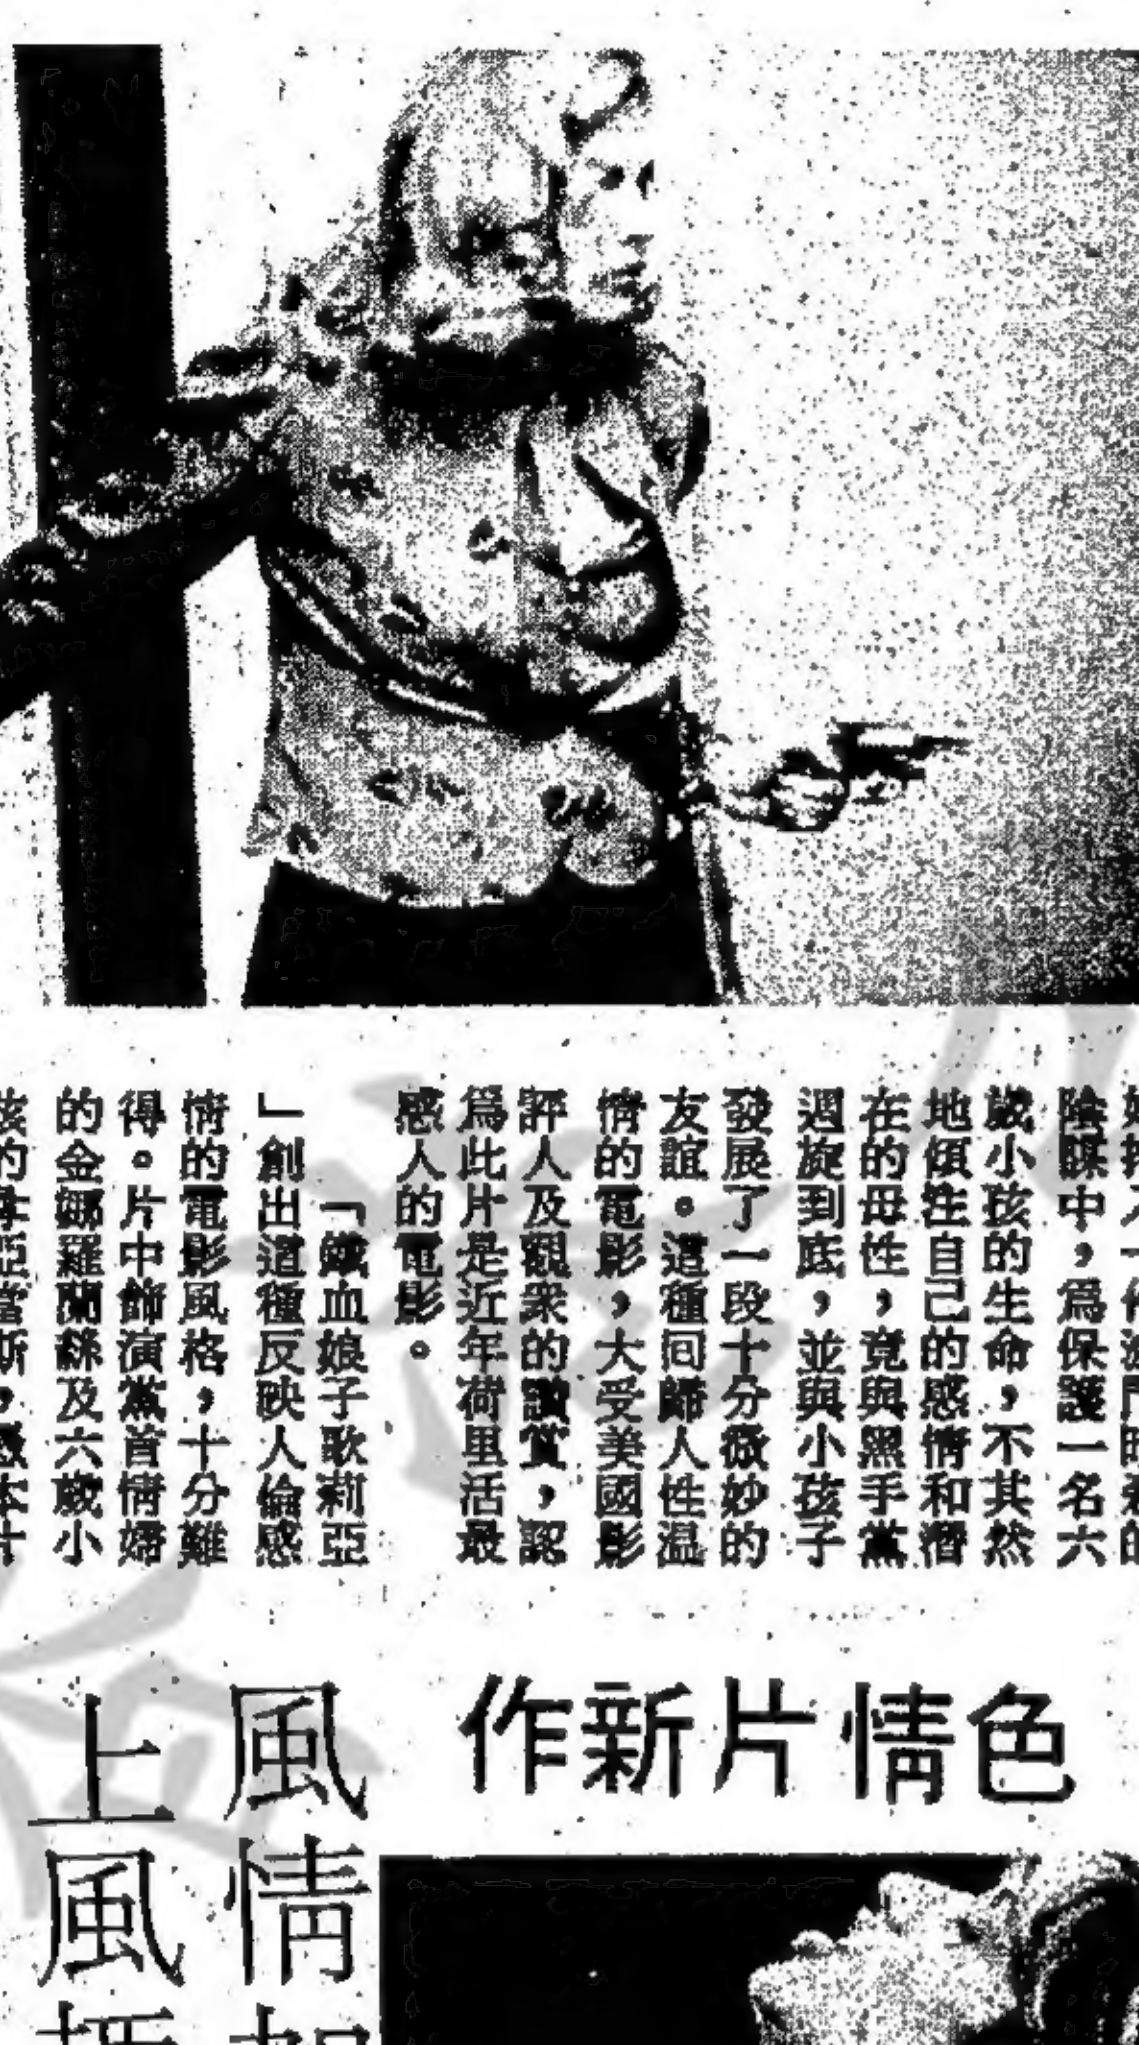 陰謀中，爲保護一名六
歲小孩的生命，不其然
地傾注自己的感情和潛
在的母性，竟與黑手黨
週旋到底，並與小孩子
發展了一段十分微妙的
友誼。這種回歸人性温
情的電影，大受美國影
評人及觀衆的讚賞，認
爲此片是近年荷里活最
感人的電影。
「鐵血娘子歌莉亞
」創出這種反映人倫感
情的電影風格，十分難
得。片中飾演黨首情婦
的金娜羅蘭絲及六歲小
色情片新作
風情
上風